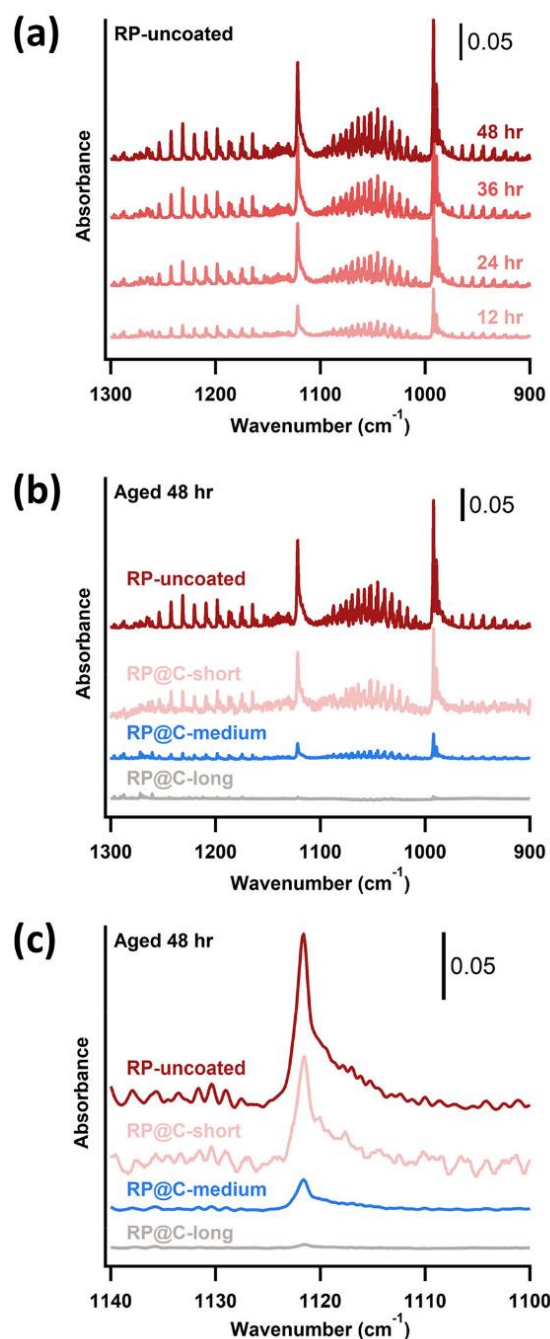 (a)
RP-uncoated
0.05
48 hr
36 hr
24 hr
12 hr
Absorbance
1300 1200 1100 1000 900
Wavenumber (cm⁻¹)
(b)
Aged 48 hr
0.05
RP-uncoated
RP@C-short
RP@C-medium
RP@C-long
Absorbance
1300 1200 1100 1000 900
Wavenumber (cm⁻¹)
(c)
Aged 48 hr
0.05
RP-uncoated
RP@C-short
RP@C-medium
RP@C-long
Absorbance
1140 1130 1120 1110 1100
Wavenumber (cm⁻¹)